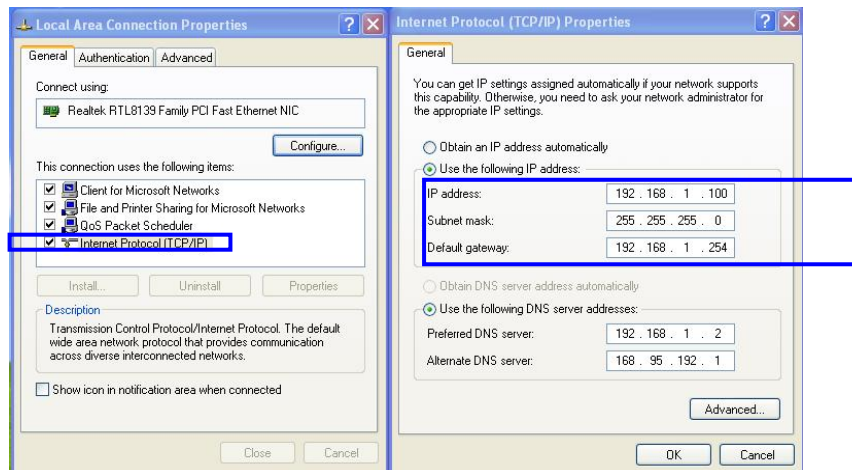 Local Area Connection Properties
General Authentication Advanced
Connect using:
Realtek RTL8139 Family PCI Fast Ethernet NIC
Configure...
This connection uses the following items:
Client for Microsoft Networks
File and Printer Sharing for Microsoft Networks
QoS Packet Scheduler
Internet Protocol (TCP/IP)
Install... Uninstall Properties
Description
Transmission Control Protocol/Internet Protocol. The default
wide area network protocol that provides communication
across diverse interconnected networks.
Show icon in notification area when connected
Close Cancel
Internet Protocol (TCP/IP) Properties
General
You can get IP settings assigned automatically if your network supports
this capability. Otherwise, you need to ask your network administrator for
the appropriate IP settings.
Obtain an IP address automatically
Use the following IP address:
IP address: 192 . 168 . 1 . 100
Subnet mask: 255 . 255 . 255 . 0
Default gateway: 192 . 168 . 1 . 254
Obtain DNS server address automatically
Use the following DNS server addresses:
Preferred DNS server: 192 . 168 . 1 . 2
Alternate DNS server: 168 . 95 . 192 . 1
Advanced...
OK Cancel